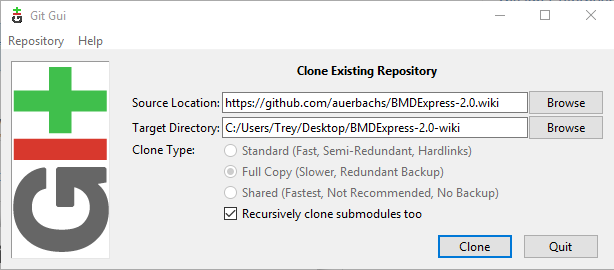 Git Gui
Repository Help
Clone Existing Repository
Source Location: https://github.com/auerbachs/BMDExpress-2.0.wiki Browse
Target Directory: C:/Users/Trey/Desktop/BMDExpress-2.0-wiki Browse
Clone Type: Standard (Fast, Semi-Redundant, Hardlinks)
Full Copy (Slower, Redundant Backup)
Shared (Fastest, Not Recommended, No Backup)
Recursively clone submodules too
Clone Quit